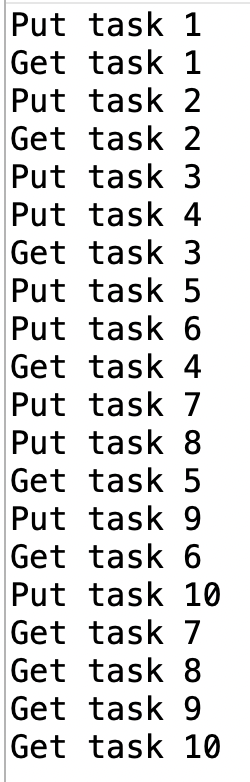 Put task 1
Get task 1
Put task 2
Get task 2
Put task 3
Put task 4
Get task 3
Put task 5
Put task 6
Get task 4
Put task 7
Put task 8
Get task 5
Put task 9
Get task 6
Put task 10
Get task 7
Get task 8
Get task 9
Get task 10